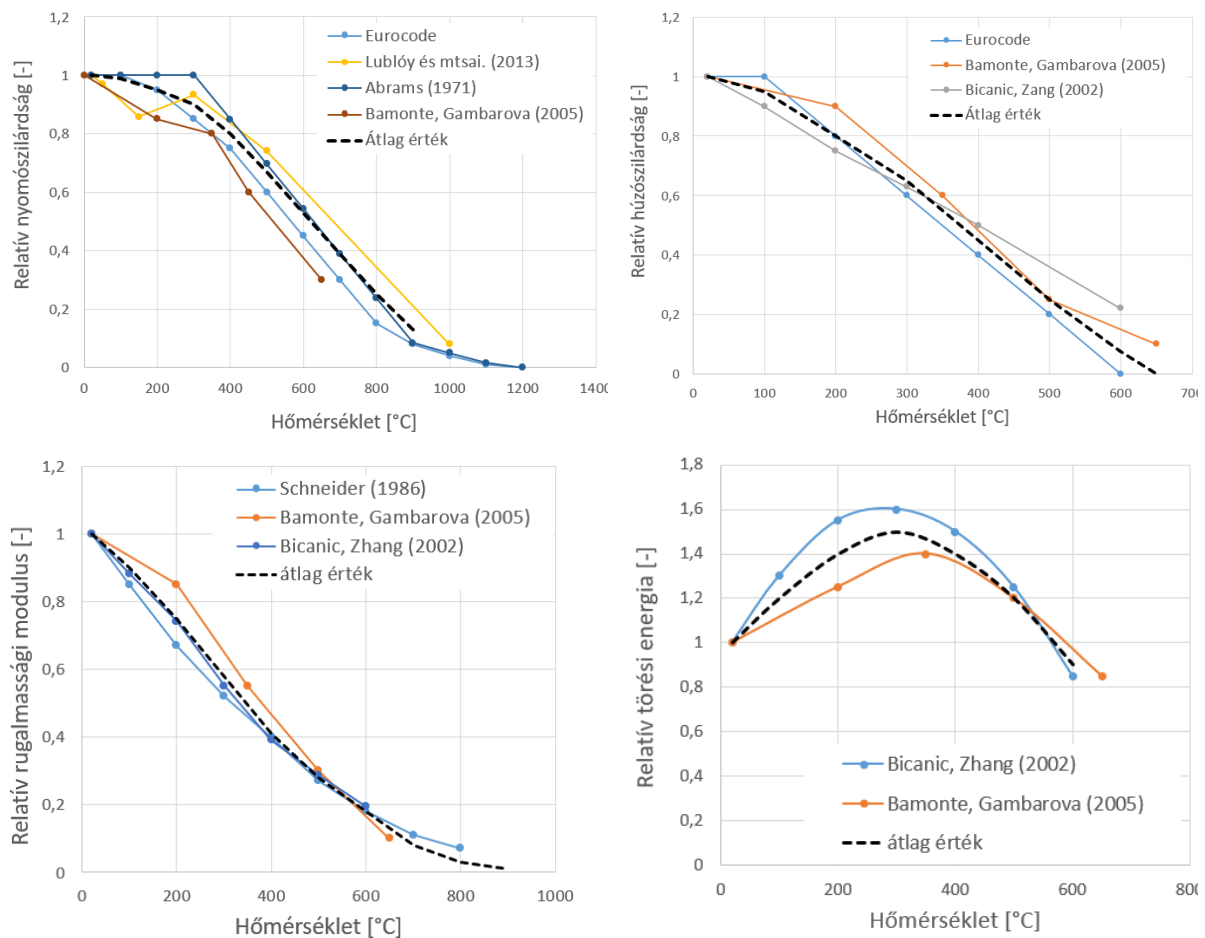 1,2
1
0,8
0,6
0,4
0,2
0
0
200
400
600
800
1000
1200
1400
Relatív nyomószilárdság [-]
Hőmérséklet [°C]
Eurocode
Lublóy és mtsai. (2013)
Abrams (1971)
Bamonte, Gambarova (2005)
Átlag érték
1,2
1
0,8
0,6
0,4
0,2
0
0
100
200
300
400
500
600
700
Relatív húzószilárdság [-]
Hőmérséklet [°C]
Eurocode
Bamonte, Gambarova (2005)
Bicanic, Zang (2002)
Átlag érték
1,2
1
0,8
0,6
0,4
0,2
0
0
200
400
600
800
1000
Relatív rugalmassági modulus [-]
Hőmérséklet [°C]
Schneider (1986)
Bamonte, Gambarova (2005)
Bicanic, Zhang (2002)
átlag érték
1,8
1,6
1,4
1,2
1
0,8
0,6
0,4
0,2
0
0
200
400
600
800
Relatív törési energia [-]
Hőmérséklet [°C]
Bicanic, Zhang (2002)
Bamonte, Gambarova (2005)
átlag érték